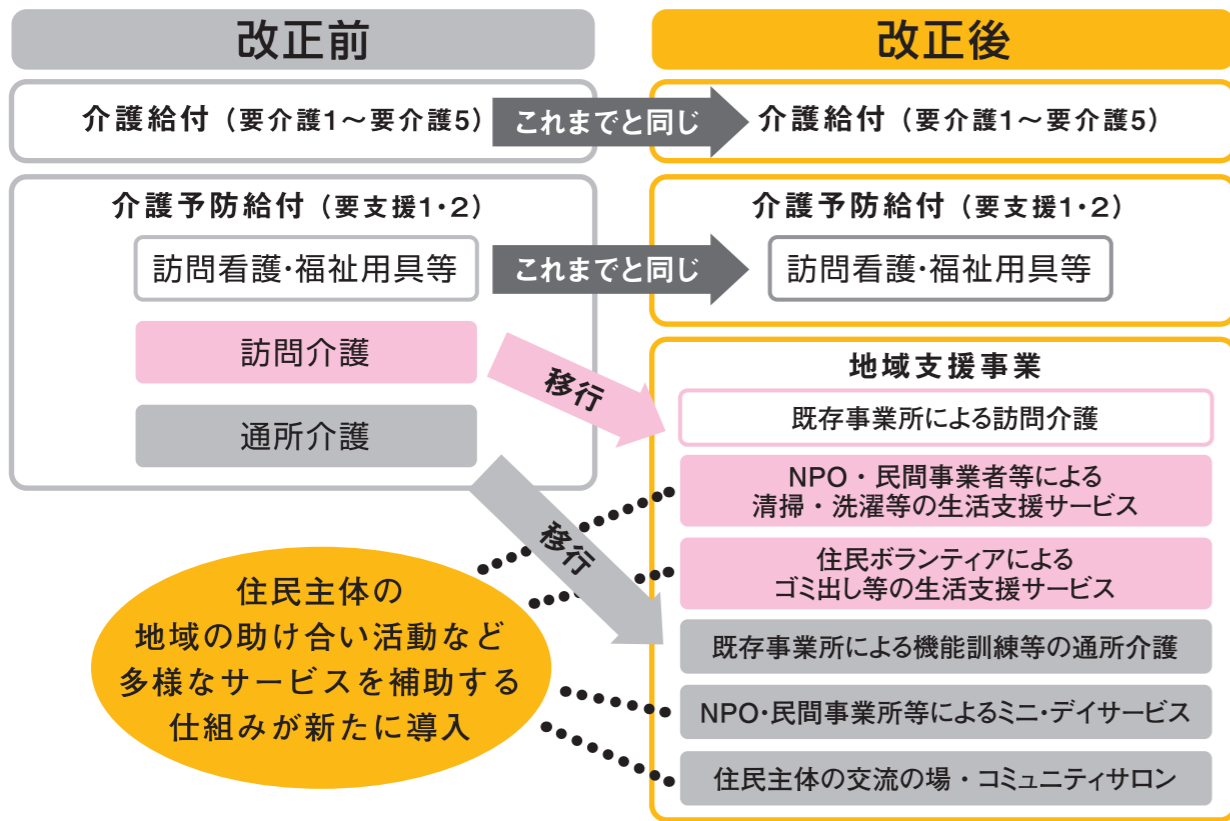 改正前
改正後
介護給付（要介護1～要介護5）
これまでと同じ
介護給付（要介護1～要介護5）
介護予防給付（要支援1・2）
訪問看護・福祉用具等
これまでと同じ
介護予防給付（要支援1・2）
訪問看護・福祉用具等
訪問介護
通所介護
移行
移行
地域支援事業
既存事業所による訪問介護
NPO・民間事業者等による
清掃・洗濯等の生活支援サービス
住民ボランティアによる
ゴミ出し等の生活支援サービス
既存事業所による機能訓練等の通所介護
NPO・民間事業所等によるミニ・デイサービス
住民主体の交流の場・コミュニティサロン
住民主体の
地域の助け合い活動など
多様なサービスを補助する
仕組みが新たに導入